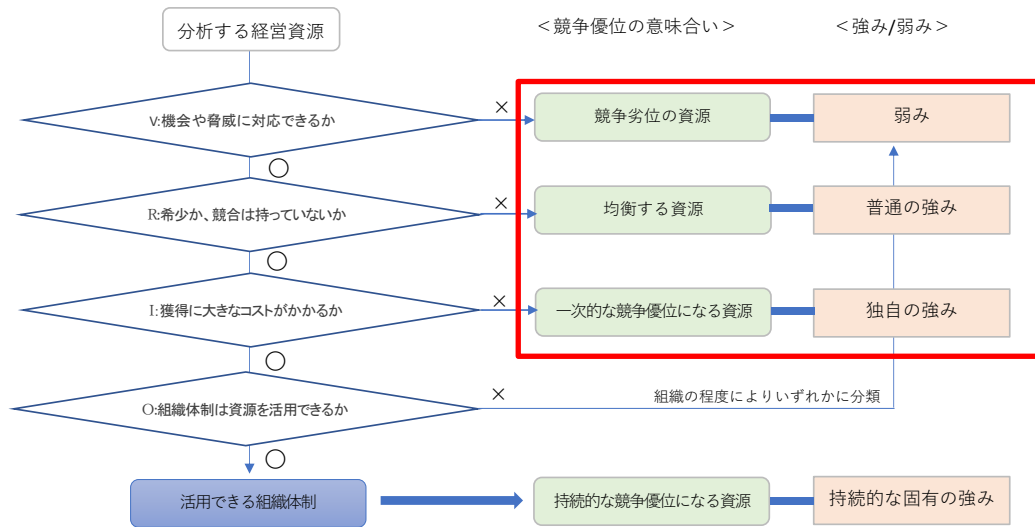 分析する経営資源
＜競争優位の意味合い＞
＜強み/弱み＞
V:機会や脅威に対応できるか
×
競争劣位の資源
弱み
○
R:希少か、競合は持っていないか
×
均衡する資源
普通の強み
○
I:獲得に大きなコストがかかるか
×
一次的な競争優位になる資源
独自の強み
○
O:組織体制は資源を活用できるか
×
組織の程度によりいずれかに分類
○
活用できる組織体制
持続的な競争優位になる資源
持続的な固有の強み